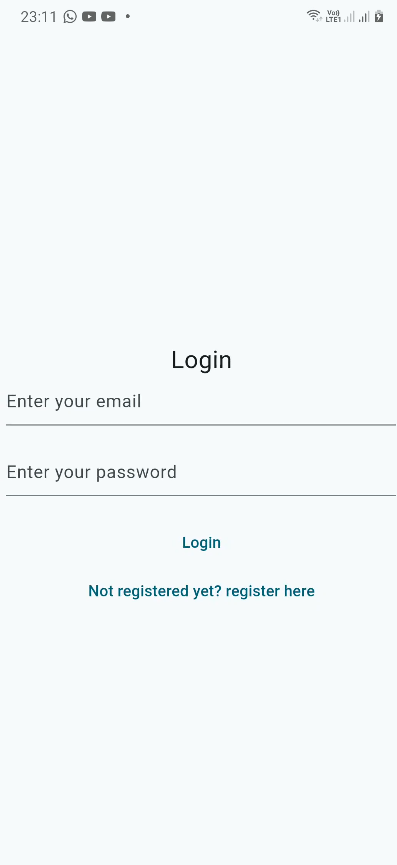 23:11
Vo))
LTE1
Login
Enter your email
Enter your password
Login
Not registered yet? register here